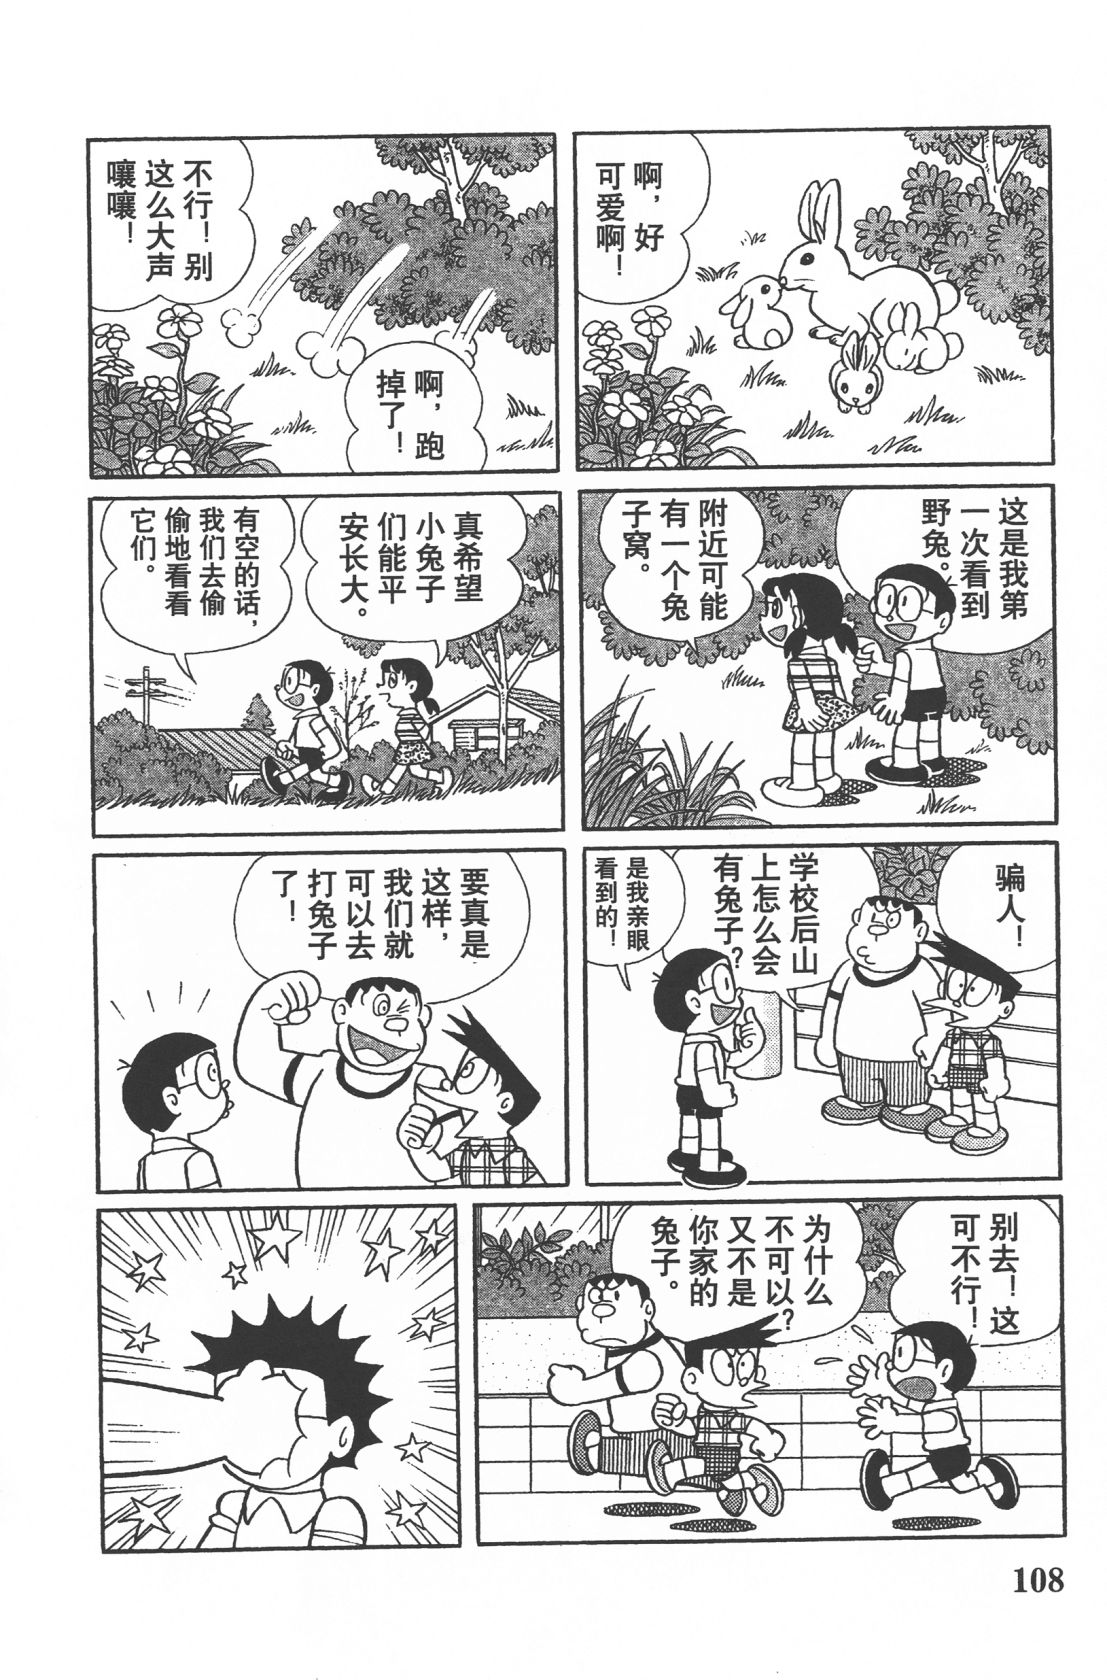 啊，好
可爱啊！
不行！别
这么大声
嚷嚷！
啊，跑
掉了！
这是我第
一次看到
野兔。
附近可能
有一个兔
子窝。
真希望
小兔子
们能平
安长大。
有空的话，
我们去偷
偷地看看
它们。
骗人！
学校后山
上怎么会
有兔子？
是我亲眼
看到的！
要真是
这样，
我们就
可以去
打兔子
了！
别去！这
可不行！
为什么
不可以？
又不是
你家的
兔子。
108